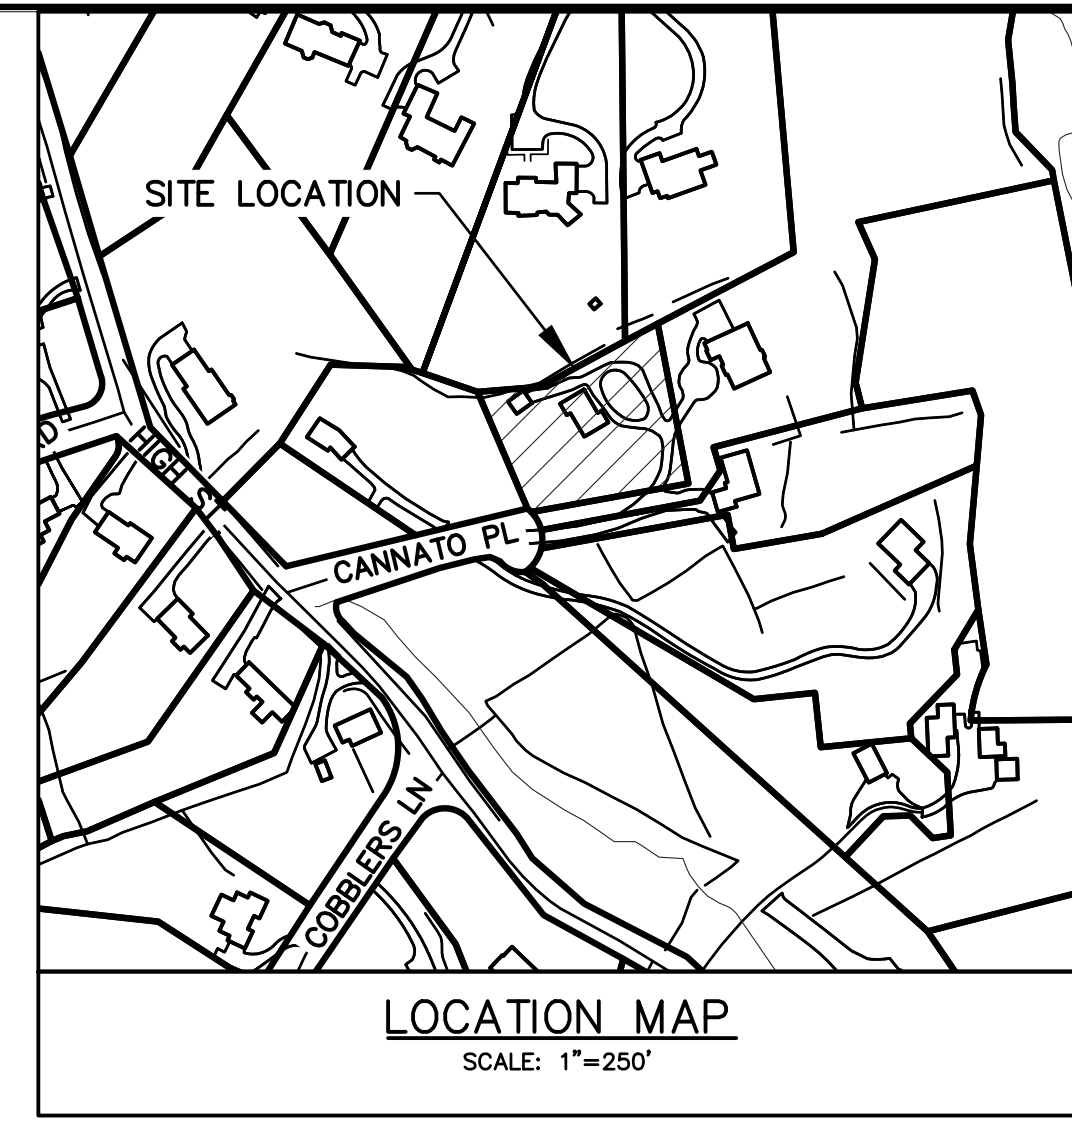 SITE LOCATION
HIGH ST
CANNATO PL
COBBLERS LN
LOCATION MAP
SCALE: 1"=250'